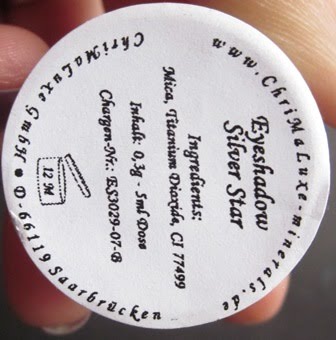 www.ChriMaLuxe-minerals.de
Eyeshadow
Silver Star
Ingredients:
Mica, Titanium Dioxyde, CI 77499
Inhalt: 0,3g - 5ml Dose
Chargen-Nr.: ES3029-07-B
12 M
ChriMaLuxe GmbH • D-66119 Saarbrücken